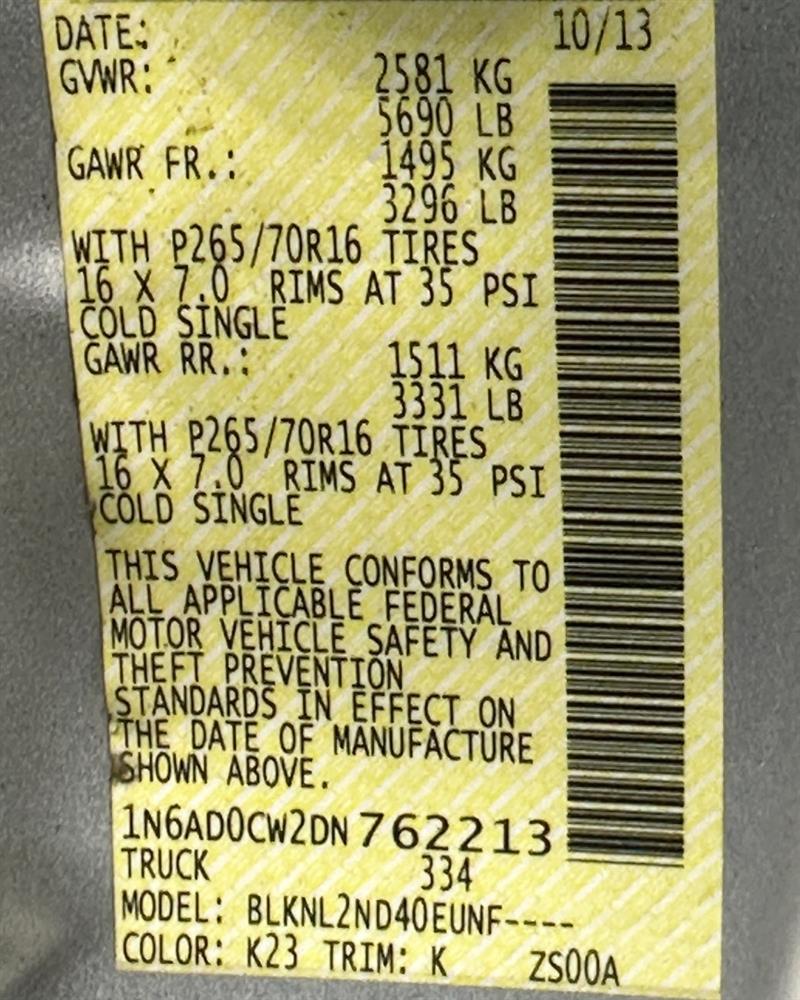 DATE: 10/13
GVWR: 2581 KG
5690 LB
GAWR FR.: 1495 KG
3296 LB
WITH P265/70R16 TIRES
16 X 7.0 RIMS AT 35 PSI
COLD SINGLE
GAWR RR.: 1511 KG
3331 LB
WITH P265/70R16 TIRES
16 X 7.0 RIMS AT 35 PSI
COLD SINGLE
THIS VEHICLE CONFORMS TO
ALL APPLICABLE FEDERAL
MOTOR VEHICLE SAFETY AND
THEFT PREVENTION
STANDARDS IN EFFECT ON
THE DATE OF MANUFACTURE
SHOWN ABOVE.
1N6AD0CW2DN762213
TRUCK 334
MODEL: BLKNL2ND40EUNF----
COLOR: K23 TRIM: K ZS00A